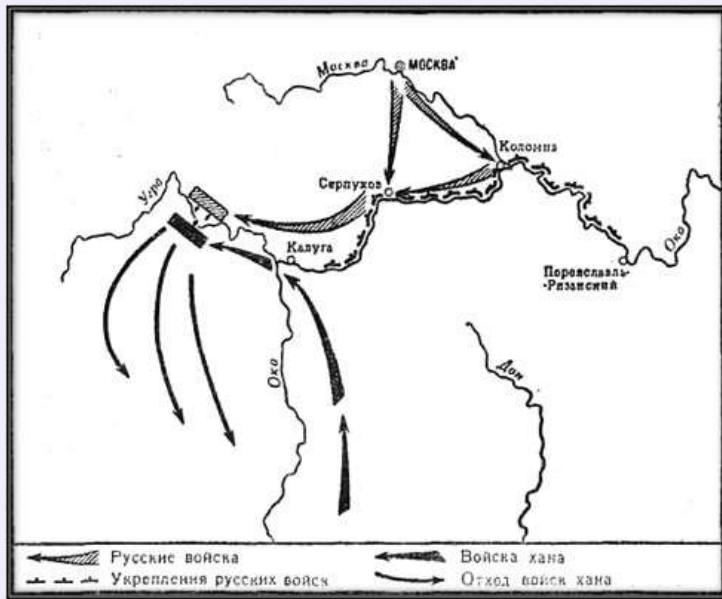 Москва
МОСКВА
Коломна
Серпухов
Угра
Калуга
Ока
Переяславль-
Рязанский
Ока
Дон
Русские войска
Войска хана
Укрепления русских войск
Отход войск хана